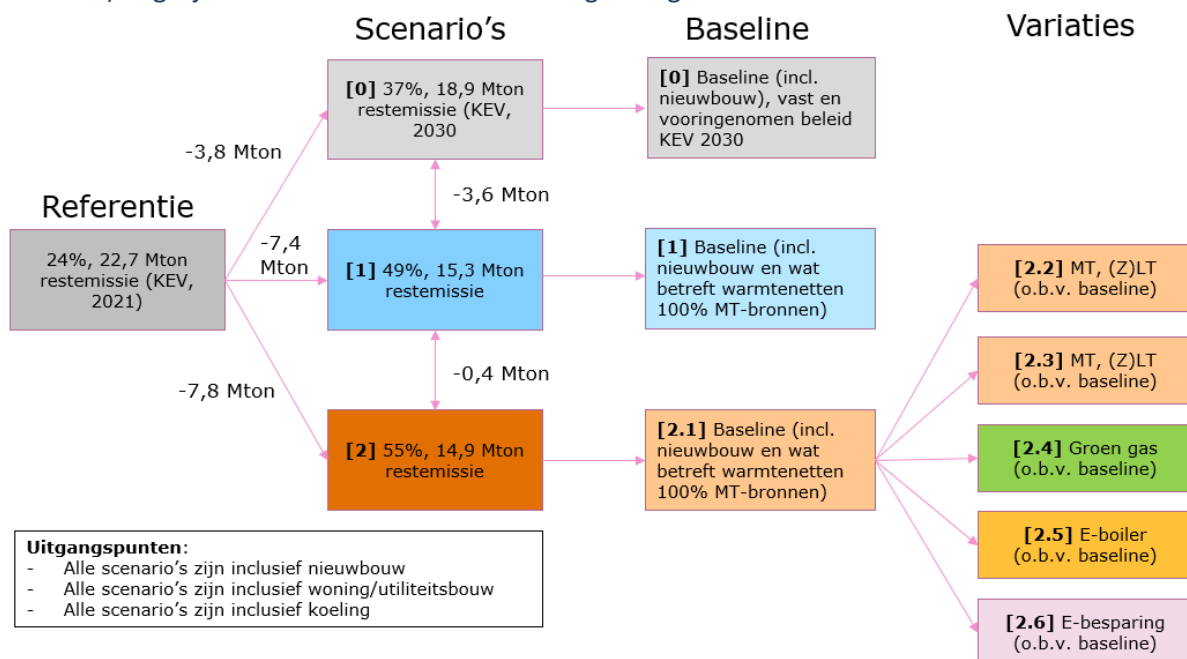 Scenario's
Baseline
Variaties
[0] 37%, 18,9 Mton
restemissie (KEV,
2030
[0] Baseline (incl.
nieuwbouw), vast en
vooringenomen beleid
KEV 2030
-3,8 Mton
-3,6 Mton
Referentie
24%, 22,7 Mton
restemissie (KEV,
2021)
-7,4
Mton
[1] 49%, 15,3 Mton
restemissie
[1] Baseline (incl.
nieuwbouw en wat
betreft warmtenetten
100% MT-bronnen)
-0,4 Mton
-7,8 Mton
[2] 55%, 14,9 Mton
restemissie
[2.1] Baseline (incl.
nieuwbouw en wat
betreft warmtenetten
100% MT-bronnen)
[2.2] MT, (Z)LT
(o.b.v. baseline)
[2.3] MT, (Z)LT
(o.b.v. baseline)
[2.4] Groen gas
(o.b.v. baseline)
[2.5] E-boiler
(o.b.v. baseline)
[2.6] E-besparing
(o.b.v. baseline)
Uitgangspunten:
- Alle scenario's zijn inclusief nieuwbouw
- Alle scenario's zijn inclusief woning/utiliteitsbouw
- Alle scenario's zijn inclusief koeling